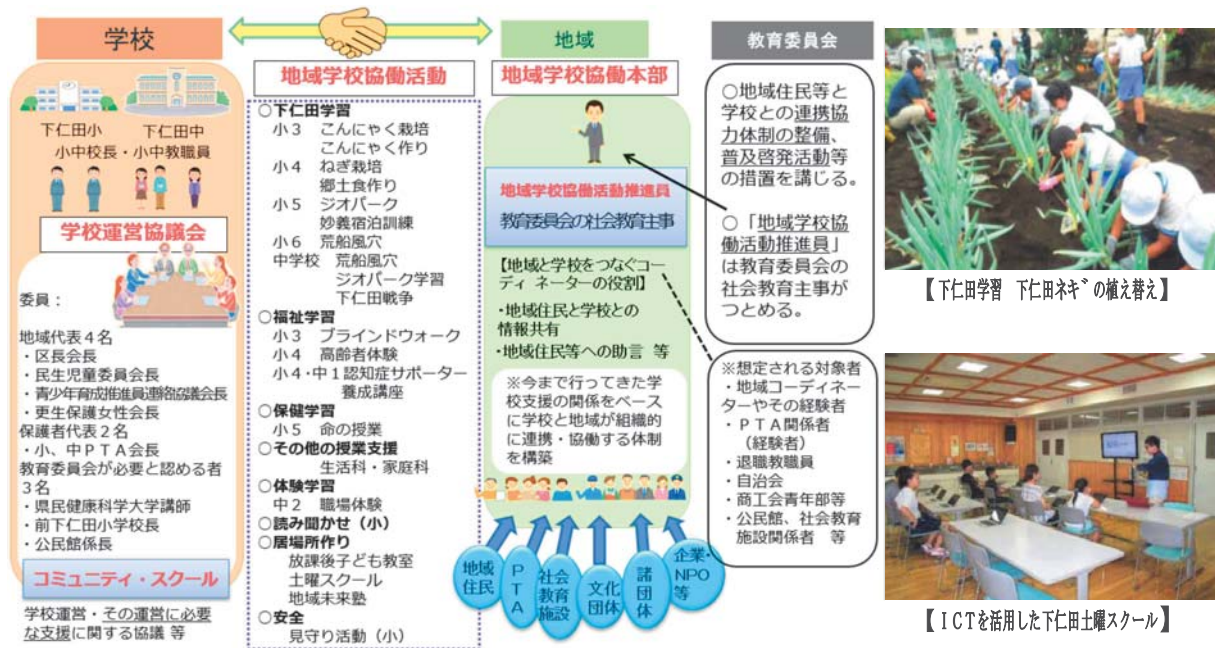 学校
下仁田小　下仁田中
小中校長・小中教職員
学校運営協議会
委員：
地域代表４名
・区長会長
・民生児童委員会長
・青少年育成推進員連絡協議会長
・更生保護女性会長
保護者代表２名
・小、中ＰＴＡ会長
教育委員会が必要と認める者
３名
・県民健康科学大学講師
・前下仁田小学校長
・公民館係長
コミュニティ・スクール
学校運営・その運営に必要
な支援に関する協議 等
地域学校協働活動
○下仁田学習
小３　こんにゃく栽培
こんにゃく作り
小４　ねぎ栽培
郷土食作り
小５　ジオパーク
妙義宿泊訓練
小６　荒船風穴
中学校　荒船風穴
ジオパーク学習
下仁田戦争
○福祉学習
小３　ブラインドウォーク
小４　高齢者体験
小４・中１認知症サポーター
養成講座
○保健学習
小５　命の授業
○その他の授業支援
生活科・家庭科
○体験学習
中２　職場体験
○読み聞かせ（小）
○居場所作り
放課後子ども教室
土曜スクール
地域未来塾
○安全
見守り活動（小）
地域
地域学校協働本部
地域学校協働活動推進員
教育委員会の社会教育主事
【地域と学校をつなぐコー
ディネーターの役割】
・地域住民と学校との
情報共有
・地域住民等への助言 等
※今まで行ってきた学
校支援の関係をベース
に学校と地域が組織的
に連携・協働する体制
を構築
地域
住民
ＰＴＡ
社会
教育
施設
文化
団体
諸団体
企業・
NPO
等
教育委員会
○地域住民等と
学校との連携協
力体制の整備、
普及啓発活動等
の措置を講じる。
○「地域学校協
働活動推進員」
は教育委員会の
社会教育主事が
つとめる。
※想定される対象者
・地域コーディネー
ターやその経験者
・ＰＴＡ関係者
（経験者）
・退職教職員
・自治会
・商工会青年部等
・公民館、社会教育
施設関係者　等
【下仁田学習　下仁田ネギの植え替え】
【ＩＣＴを活用した下仁田土曜スクール】